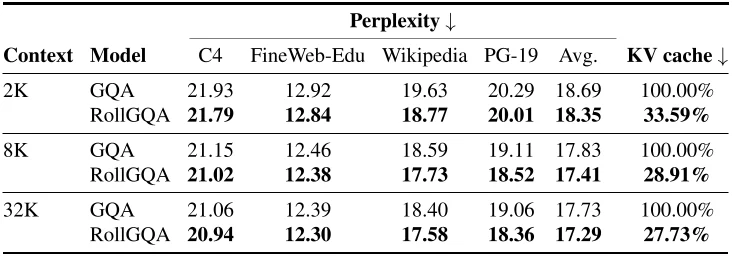 Perplexity ↓
Context Model C4 FineWeb-Edu Wikipedia PG-19 Avg. KV cache ↓
2K GQA 21.93 12.92 19.63 20.29 18.69 100.00%
RollGQA 21.79 12.84 18.77 20.01 18.35 33.59%
8K GQA 21.15 12.46 18.59 19.11 17.83 100.00%
RollGQA 21.02 12.38 17.73 18.52 17.41 28.91%
32K GQA 21.06 12.39 18.40 19.06 17.73 100.00%
RollGQA 20.94 12.30 17.58 18.36 17.29 27.73%